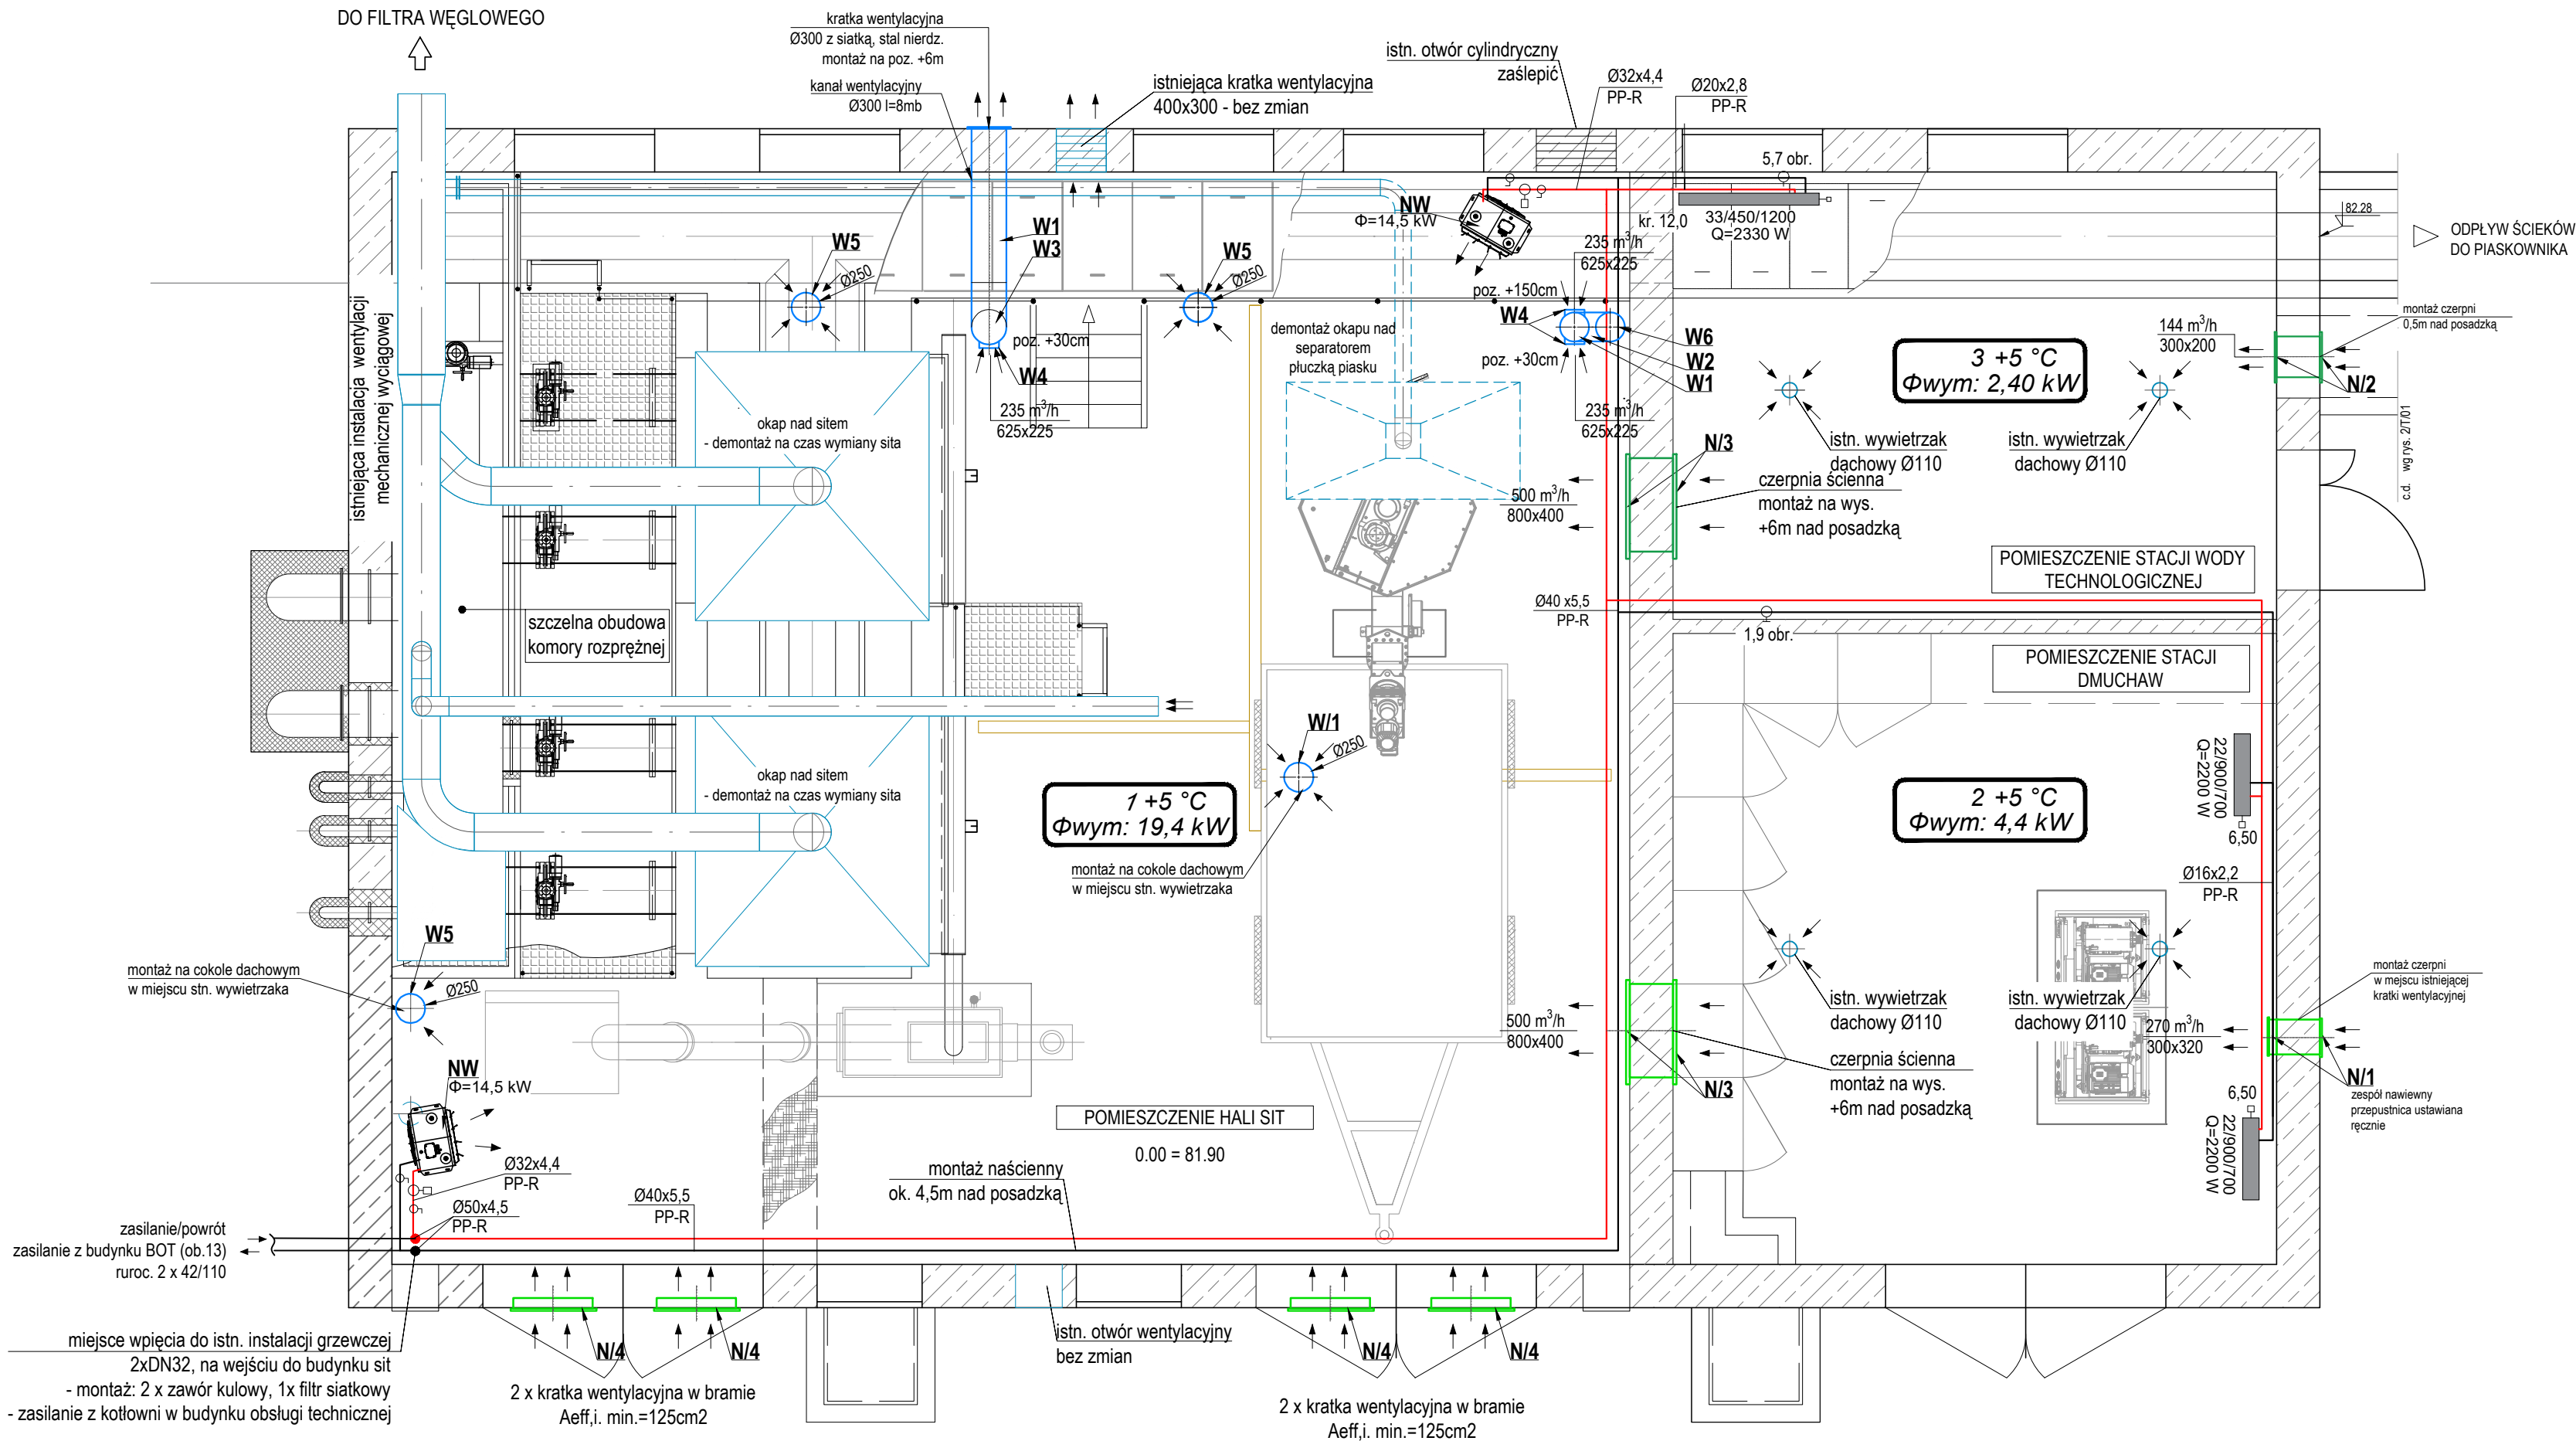 DO FILTRA WĘGLOWEGO
kratka wentylacyjna
Ø300 z siatką, stal nierdz.
montaż na poz. +6m
kanał wentylacyjny
Ø300 l=8mb
istniejąca kratka wentylacyjna
400x300 - bez zmian
istn. otwór cylindryczny
zaślepić
Ø32x4,4
PP-R
Ø20x2,8
PP-R
5,7 obr.
33/450/1200
Q=2330 W
kr. 12,0
NW
Φ=14,5 kW
82.28
ODPŁYW ŚCIEKÓW
DO PIASKOWNIKA
W1
W3
W5
Ø250
W5
Ø250
235 m³/h
625x225
poz. +150cm
W4
poz. +30cm
W6
W2
W1
235 m³/h
625x225
poz. +30cm
W4
235 m³/h
625x225
demontaż okapu nad
separatorem
płuczką piasku
istniejąca instalacja wentylacji
mechanicznej wyciągowej
okap nad sitem
- demontaż na czas wymiany sita
3 +5 °C
Φwym: 2,40 kW
144 m³/h
300x200
montaż czerpni
0,5m nad posadzką
N/2
c.d. wg rys. 2/T/01
istn. wywietrzak
dachowy Ø110
istn. wywietrzak
dachowy Ø110
N/3
czerpnia ścienna
montaż na wys.
+6m nad posadzką
500 m³/h
800x400
POMIESZCZENIE STACJI WODY
TECHNOLOGICZNEJ
Ø40 x5,5
PP-R
1,9 obr.
POMIESZCZENIE STACJI
DMUCHAW
szczelna obudowa
komory rozprężnej
W/1
Ø250
okap nad sitem
- demontaż na czas wymiany sita
1 +5 °C
Φwym: 19,4 kW
montaż na cokole dachowym
w miejscu stn. wywietrzaka
2 +5 °C
Φwym: 4,4 kW
22/900/700
Q=2200 W
6,50
Ø16x2,2
PP-R
W5
Ø250
montaż na cokole dachowym
w miejscu stn. wywietrzaka
istn. wywietrzak
dachowy Ø110
istn. wywietrzak
dachowy Ø110
montaż czerpni
w mejscu istniejącej
kratki wentylacyjnej
270 m³/h
300x320
N/1
zespół nawiewny
przepustnica ustawiana
ręcznie
500 m³/h
800x400
czerpnia ścienna
montaż na wys.
+6m nad posadzką
N/3
6,50
22/900/700
Q=2200 W
NW
Φ=14,5 kW
POMIESZCZENIE HALI SIT
0.00 = 81.90
montaż naścienny
ok. 4,5m nad posadzką
Ø32x4,4
PP-R
Ø50x4,5
PP-R
Ø40x5,5
PP-R
zasilanie/powrót
zasilanie z budynku BOT (ob.13)
ruroc. 2 x 42/110
miejsce wpięcia do istn. instalacji grzewczej
2xDN32, na wejściu do budynku sit
- montaż: 2 x zawór kulowy, 1x filtr siatkowy
- zasilanie z kotłowni w budynku obsługi technicznej
N/4
N/4
2 x kratka wentylacyjna w bramie
Aeff,i. min.=125cm2
istn. otwór wentylacyjny
bez zmian
N/4
N/4
2 x kratka wentylacyjna w bramie
Aeff,i. min.=125cm2